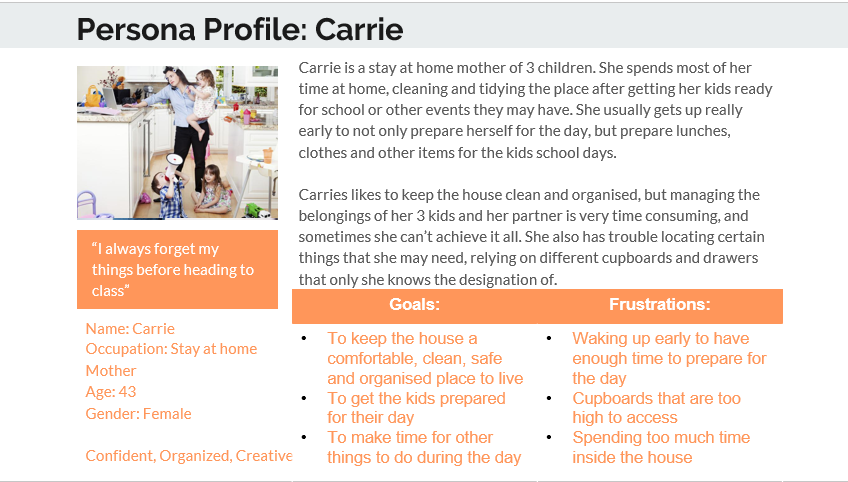 Persona Profile: Carrie
Carrie is a stay at home mother of 3 children. She spends most of her
time at home, cleaning and tidying the place after getting her kids ready
for school or other events they may have. She usually gets up really
early to not only prepare herself for the day, but prepare lunches,
clothes and other items for the kids school days.
Carries likes to keep the house clean and organised, but managing the
belongings of her 3 kids and her partner is very time consuming, and
sometimes she can't achieve it all. She also has trouble locating certain
things that she may need, relying on different cupboards and drawers
that only she knows the designation of.
“I always forget my
things before heading to
class”
Name: Carrie
Occupation: Stay at home
Mother
Age: 43
Gender: Female
Confident, Organized, Creative
Goals:
• To keep the house a
comfortable, clean, safe
and organised place to live
• To get the kids prepared
for their day
• To make time for other
things to do during the day
Frustrations:
• Waking up early to have
enough time to prepare for
the day
• Cupboards that are too
high to access
• Spending too much time
inside the house